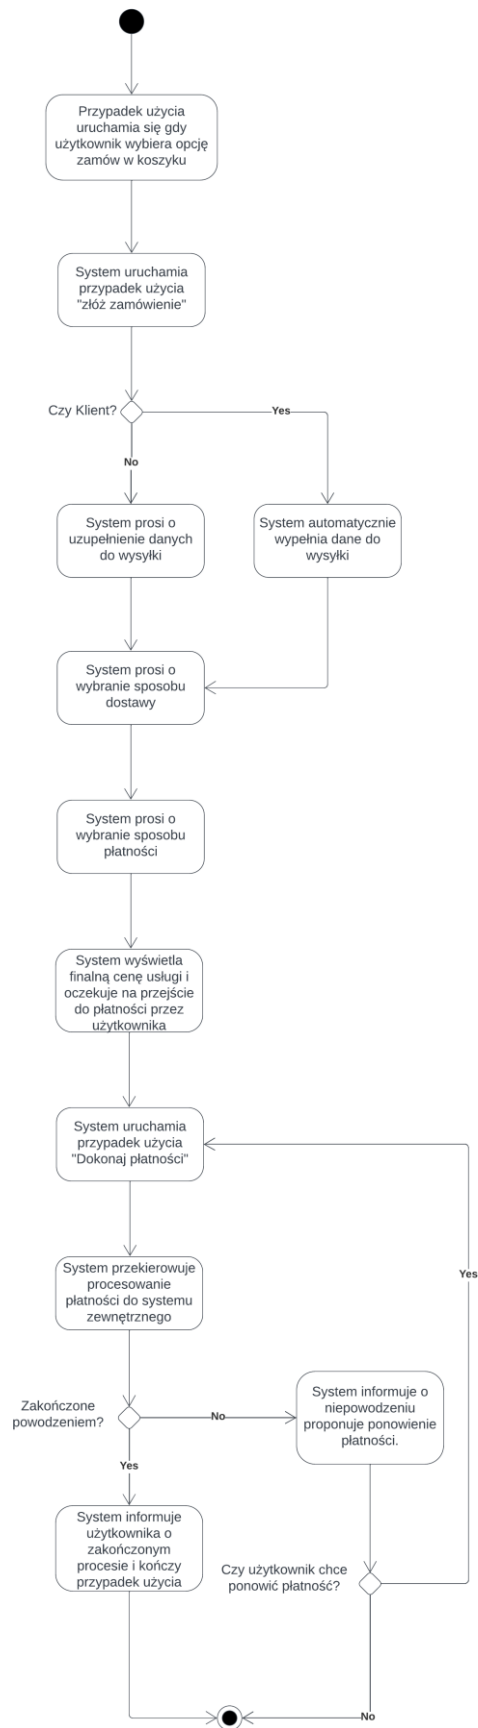 Przypadek użycia
uruchamia się gdy
użytkownik wybiera opcję
zamów w koszyku
System uruchamia
przypadek użycia
"złóż zamówienie"
Czy Klient?
Yes
No
System prosi o
uzupełnienie danych
do wysyłki
System automatycznie
wypełnia dane do
wysyłki
System prosi o
wybranie sposobu
dostawy
System prosi o
wybranie sposobu
płatności
System wyświetla
finalną cenę usługi i
oczekuje na przejście
do płatności przez
użytkownika
System uruchamia
przypadek użycia
"Dokonaj płatności"
Yes
System przekierowuje
procesowanie
płatności do systemu
zewnętrznego
Zakończone
powodzeniem?
No
System informuje o
niepowodzeniu
proponuje ponowienie
płatności.
Yes
System informuje
użytkownika o
zakończonym
procesie i kończy
przypadek użycia
Czy użytkownik chce
ponowić płatność?
No